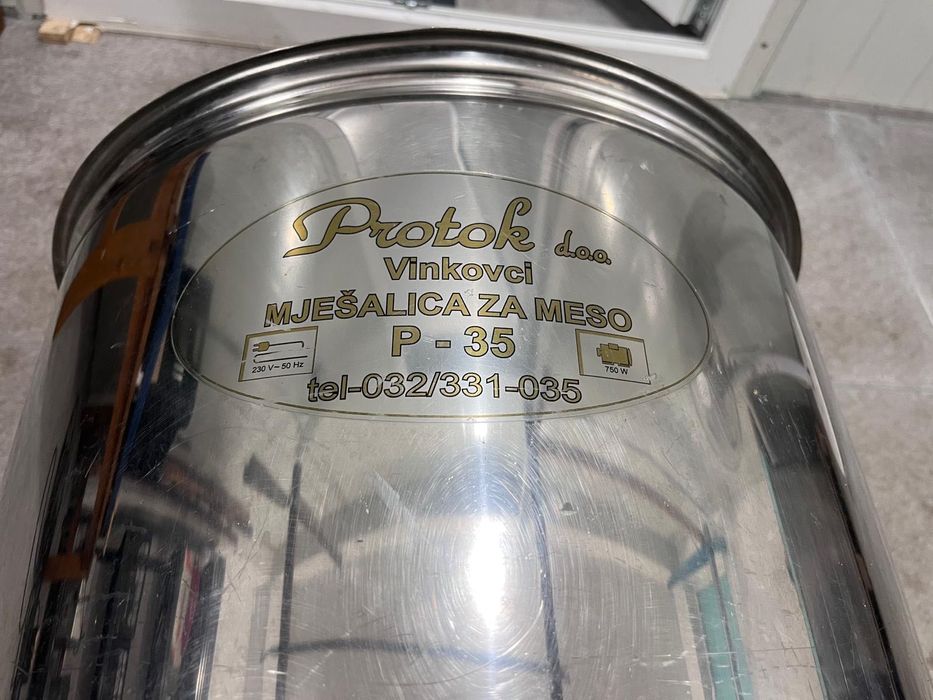 Protok d.o.o.
Vinkovci
MJEŠALICA ZA MESO
P - 35
230 V~ 50 Hz
750 W
tel-032/331-035